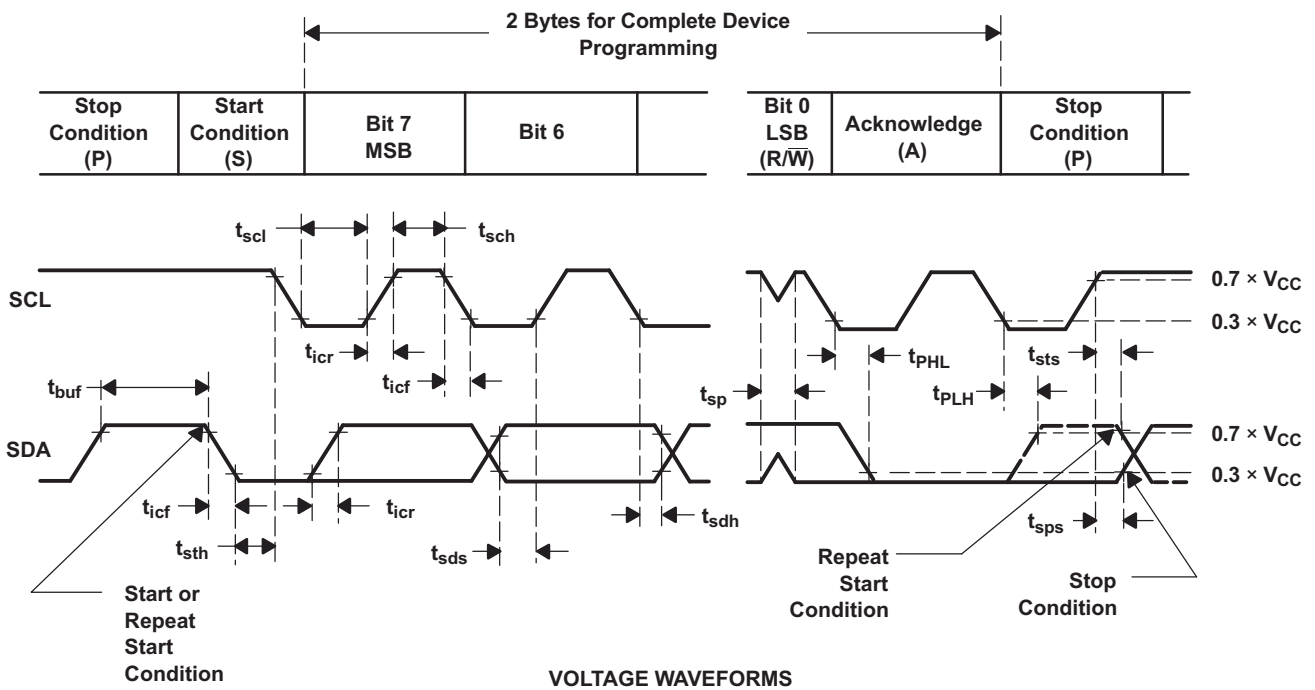 2 Bytes for Complete Device
Programming
Stop
Condition
(P)
Start
Condition
(S)
Bit 7
MSB
Bit 6
Bit 0
LSB
(R/W̅)
Acknowledge
(A)
Stop
Condition
(P)
tscl
tsch
SCL
0.7 × VCC
0.3 × VCC
ticr
ticf
tbuf
tPHL
tsts
tsp
tPLH
SDA
0.7 × VCC
0.3 × VCC
ticf
ticr
tsdh
tsth
tsds
tsps
Start or
Repeat
Start
Condition
Repeat
Start
Condition
Stop
Condition
VOLTAGE WAVEFORMS